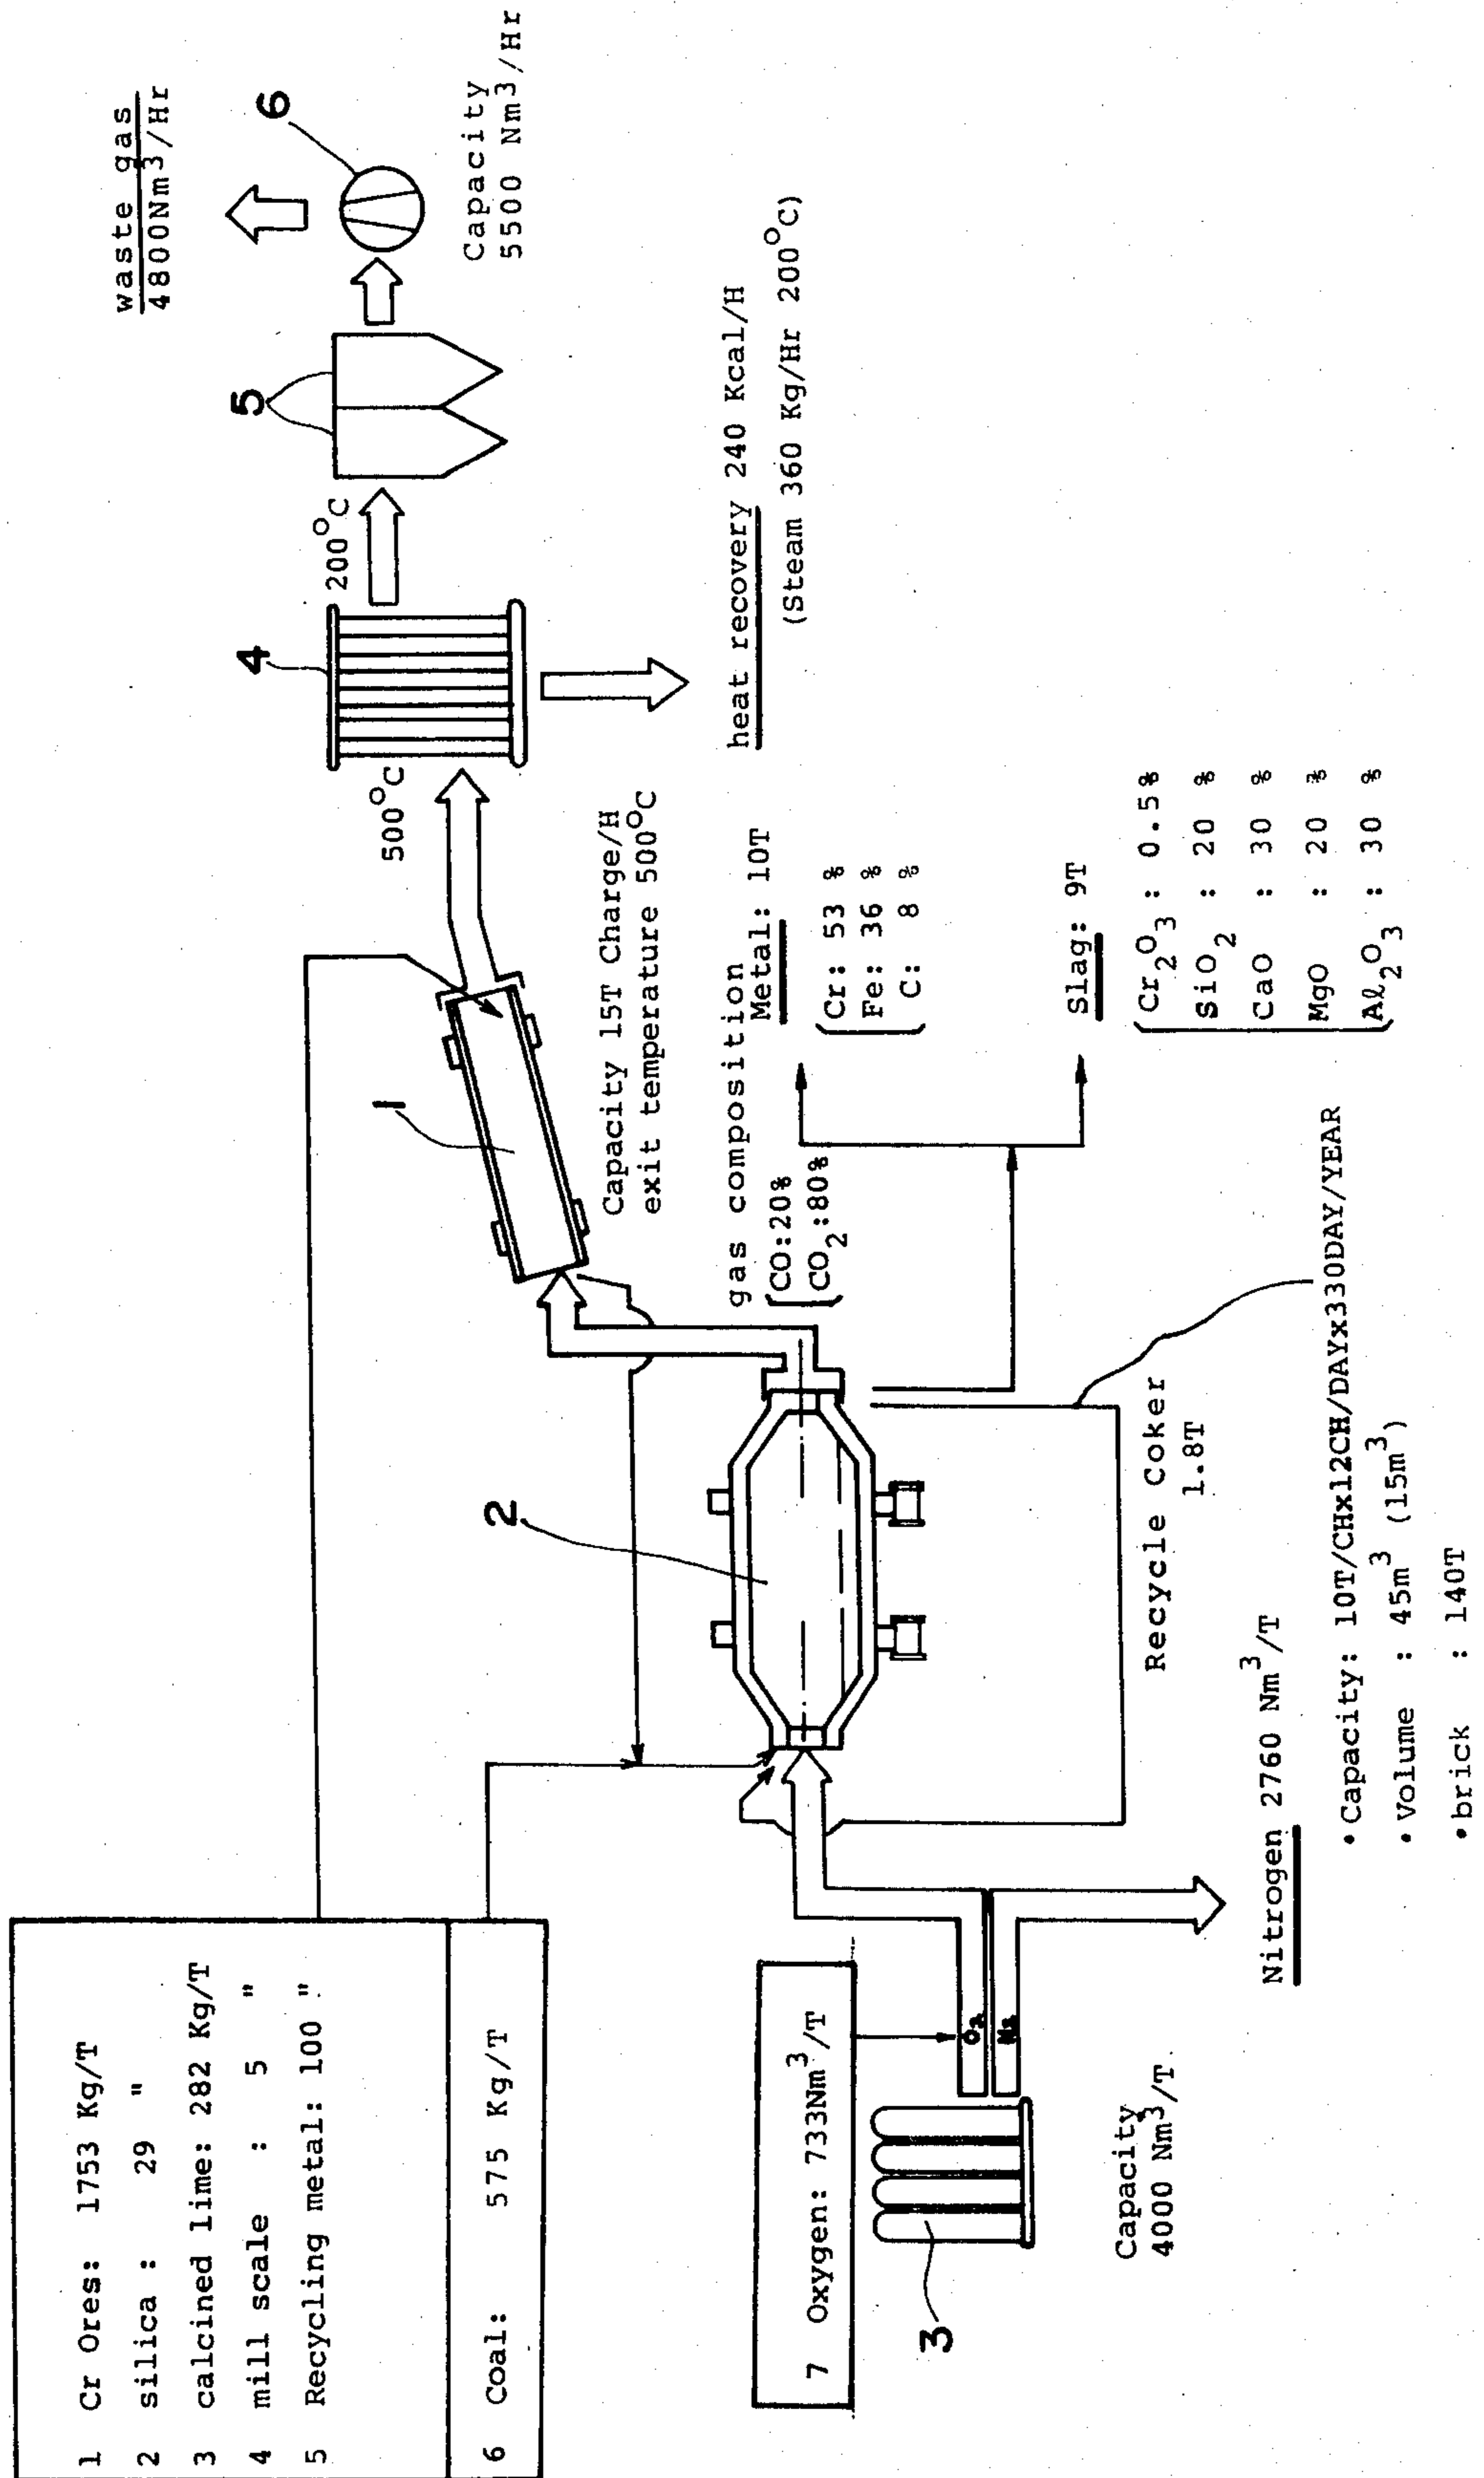 1 Cr Ores: 1753 Kg/T
2 silica : 29 "
3 calcined lime: 282 Kg/T
4 mill scale : 5 "
5 Recycling metal: 100 "
6 Coal: 575 Kg/T
7 Oxygen: 733Nm³/T
O₂
N₂
3
Capacity
4000 Nm³/T
Nitrogen 2760 Nm³/T
2
Recycle Coker
1.8T
•Capacity: 10T/CHx12CH/DAYx330DAY/YEAR
•Volume : 45m³ (15m³)
•brick : 140T
1
Capacity 15T Charge/H
exit temperature 500°C
gas composition
CO:20%
CO₂:80%
Metal: 10T
Cr: 53 %
Fe: 36 %
C: 8 %
Slag: 9T
Cr₂O₃ : 0.5%
SiO₂ : 20 %
CaO : 30 %
MgO : 20 %
Aℓ₂O₃ : 30 %
500°C
4
200°C
heat recovery 240 Kcal/H
(Steam 360 Kg/Hr 200°C)
5
6
waste gas
4800Nm³/Hr
Capacity
5500 Nm³/Hr